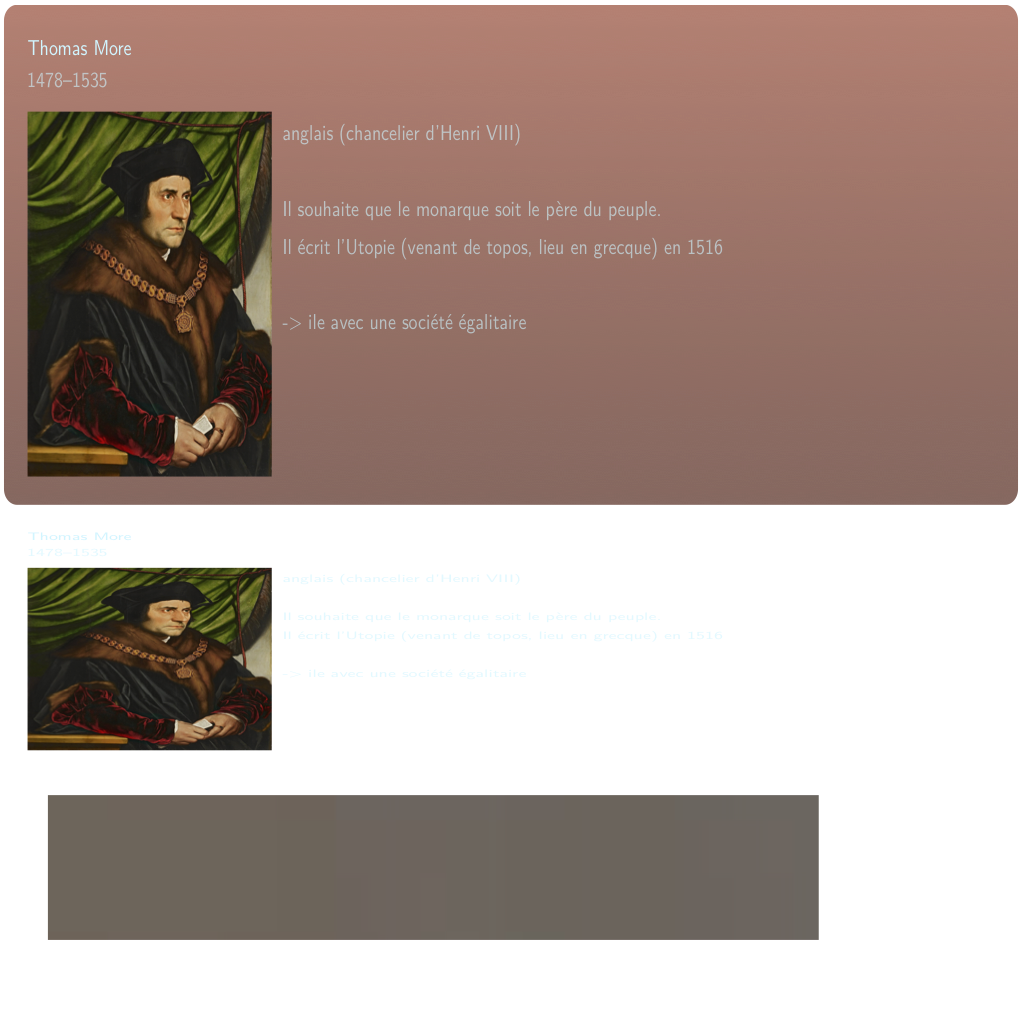 Thomas More
1478–1535
anglais (chancelier d'Henri VIII)
Il souhaite que le monarque soit le père du peuple.
Il écrit l'Utopie (venant de topos, lieu en grecque) en 1516
-> ile avec une société égalitaire
Thomas More
1478–1535
anglais (chancelier d'Henri VIII)
Il souhaite que le monarque soit le père du peuple
Il écrit l'Utopie (venant de topos, lieu en grecque) en 1516
-> ile avec une société égalitaire